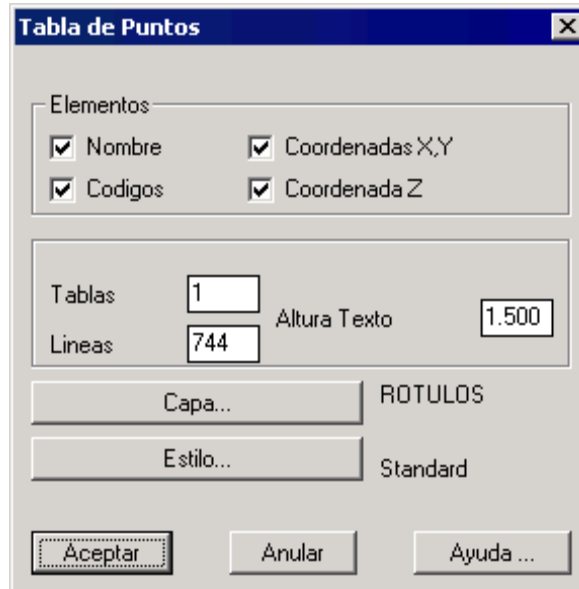 Tabla de Puntos
Elementos
Nombre Coordenadas X,Y
Codigos Coordenada Z
Tablas 1
Altura Texto 1.500
Lineas 744
Capa... ROTULOS
Estilo... Standard
Aceptar Anular Ayuda ...